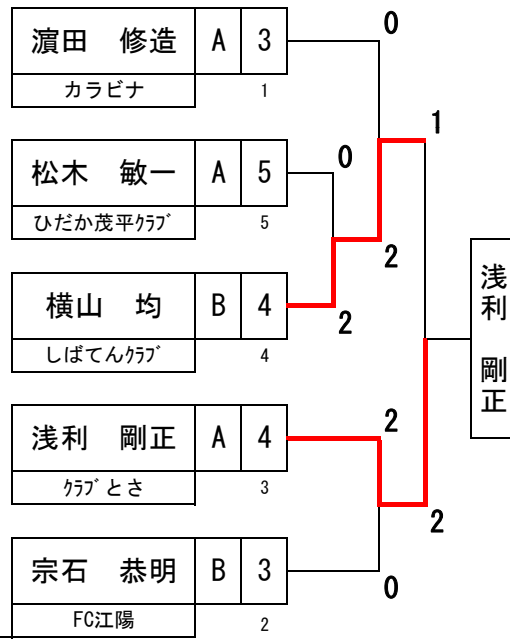 濵田　修造 A 3 0
カラビナ 1
1
松木　敏一 A 5 0
ひだか茂平ｸﾗﾌﾞ 5
2
横山　均 B 4 2
しばてんｸﾗﾌﾞ 4
浅利　剛正
浅利　剛正 A 4 2
ｸﾗﾌﾞとさ 3
2
宗石　恭明 B 3 0
FC江陽 2